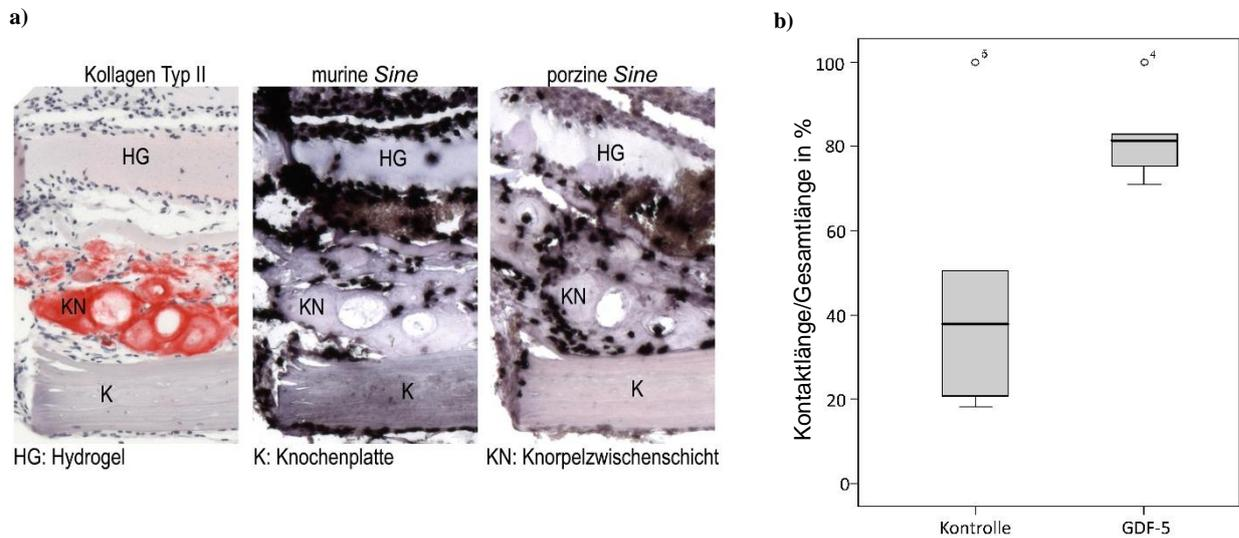 a)
Kollagen Typ II
murine Sine
porzine Sine
HG
HG
HG
KN
KN
KN
K
K
K
HG: Hydrogel
K: Knochenplatte
KN: Knorpelzwischenschicht
b)
Kontaktlänge/Gesamtlänge in %
100
80
60
40
20
0
5
4
Kontrolle
GDF-5